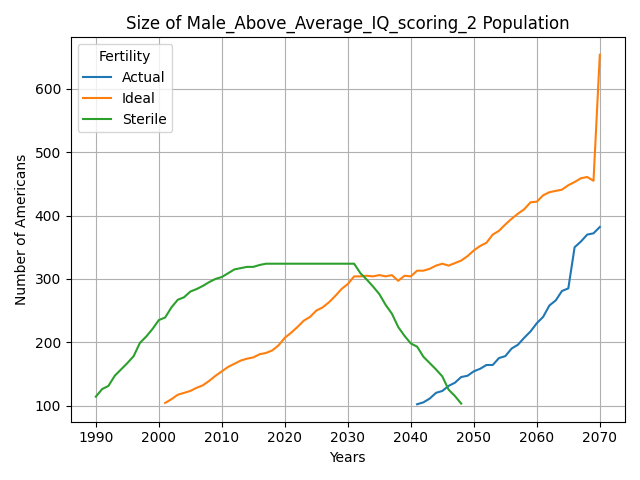 Size of Male_Above_Average_IQ_scoring_2 Population
Fertility
Actual
Ideal
Sterile
Number of Americans
600
500
400
300
200
100
1990
2000
2010
2020
2030
2040
2050
2060
2070
Years